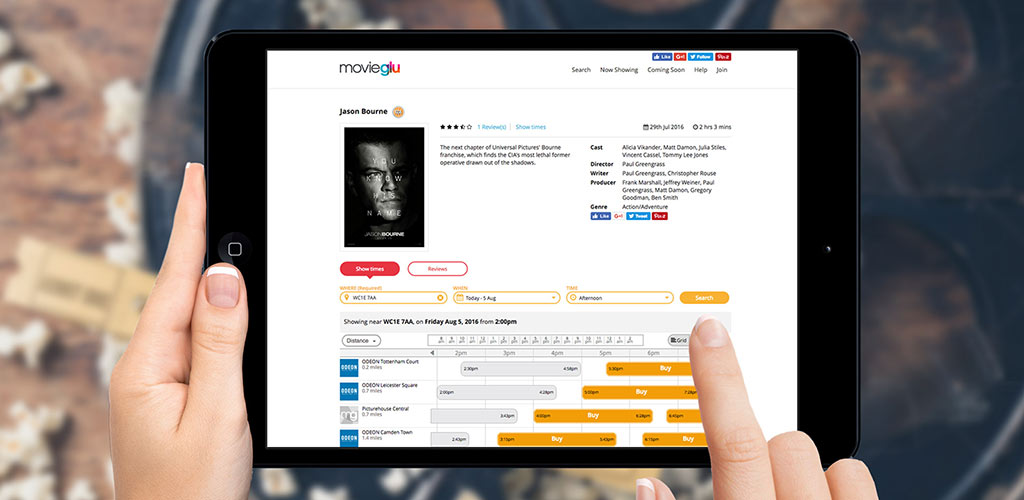 Like G+1 Follow Pin it
movieglu
Search Now Showing Coming Soon Help Join
Jason Bourne
1 Review(s) | Show times
29th Jul 2016 2 hrs 3 mins
The next chapter of Universal Pictures' Bourne
franchise, which finds the CIA's most lethal former
operative drawn out of the shadows.
Cast Alicia Vikander, Matt Damon, Julia Stiles,
Vincent Cassel, Tommy Lee Jones
Director Paul Greengrass
Writer Paul Greengrass, Christopher Rouse
Producer Frank Marshall, Jeffrey Weiner, Paul
Greengrass, Matt Damon, Gregory
Goodman, Ben Smith
Genre Action/Adventure
Like G+1 Tweet Pin it
YOU
KNOW
HIS
NAME
JASON BOURNE
Show times Reviews
WHERE (Required) WHEN TIME
WC1E 7AA Today - 5 Aug Afternoon Search
Showing near WC1E 7AA, on Friday Aug 5, 2016 from 2:00pm
Distance Grid
2pm 3pm 4pm 5pm 6pm
ODEON ODEON Tottenham Court 2:30pm 4:58pm 5:30pm Buy
0.2 miles
ODEON ODEON Leicester Square 2:00pm 4:28pm 5:00pm Buy 7:28pm
0.7 miles
Picturehouse Central 3:43pm 4:00pm Buy 6:28pm 6:45pm
0.7 miles
ODEON ODEON Camden Town 2:43pm 3:15pm Buy 5:43pm 6:15pm Buy
1.4 miles